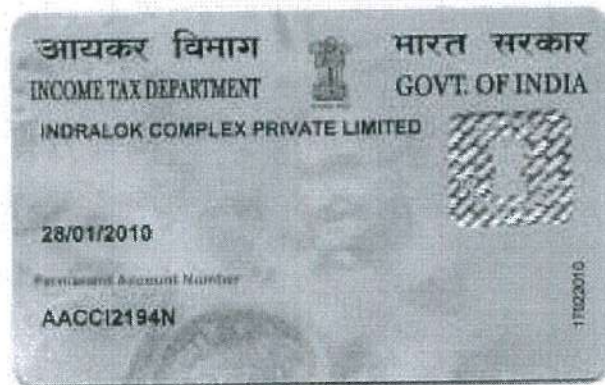 आयकर विभाग
INCOME TAX DEPARTMENT
भारत सरकार
GOVT. OF INDIA
INDRALOK COMPLEX PRIVATE LIMITED
28/01/2010
Permanent Account Number
AACCI2194N
17022010